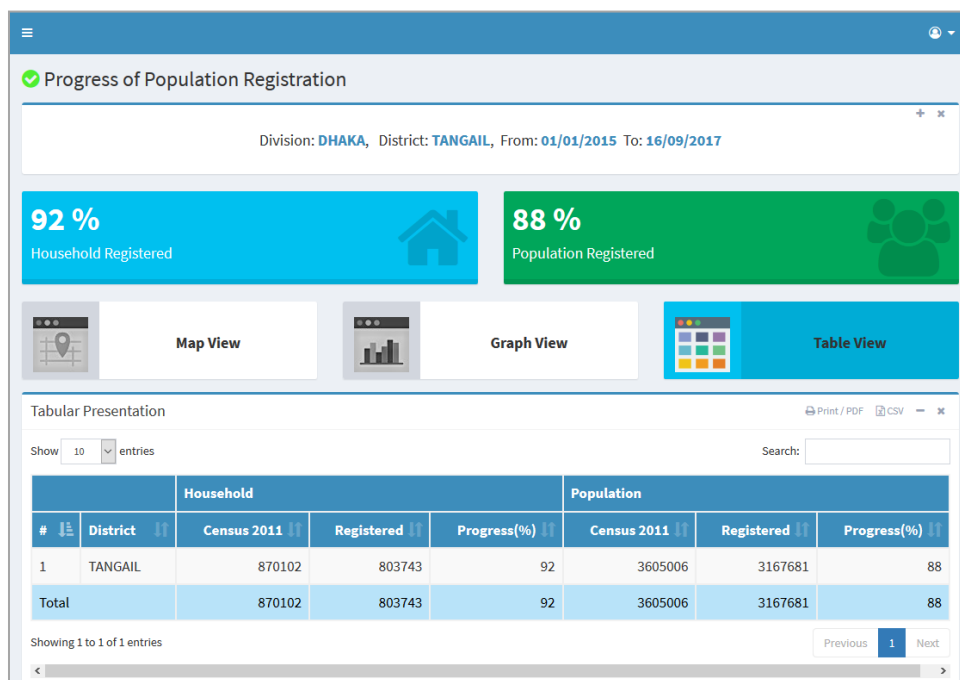 Progress of Population Registration
Division: DHAKA, District: TANGAIL, From: 01/01/2015 To: 16/09/2017
92 %
Household Registered
88 %
Population Registered
Map View
Graph View
Table View
Tabular Presentation
Print / PDF CSV
Show 10 entries
Search:
Household Population
# District Census 2011 Registered Progress(%) Census 2011 Registered Progress(%)
1 TANGAIL 870102 803743 92 3605006 3167681 88
Total 870102 803743 92 3605006 3167681 88
Showing 1 to 1 of 1 entries
Previous 1 Next